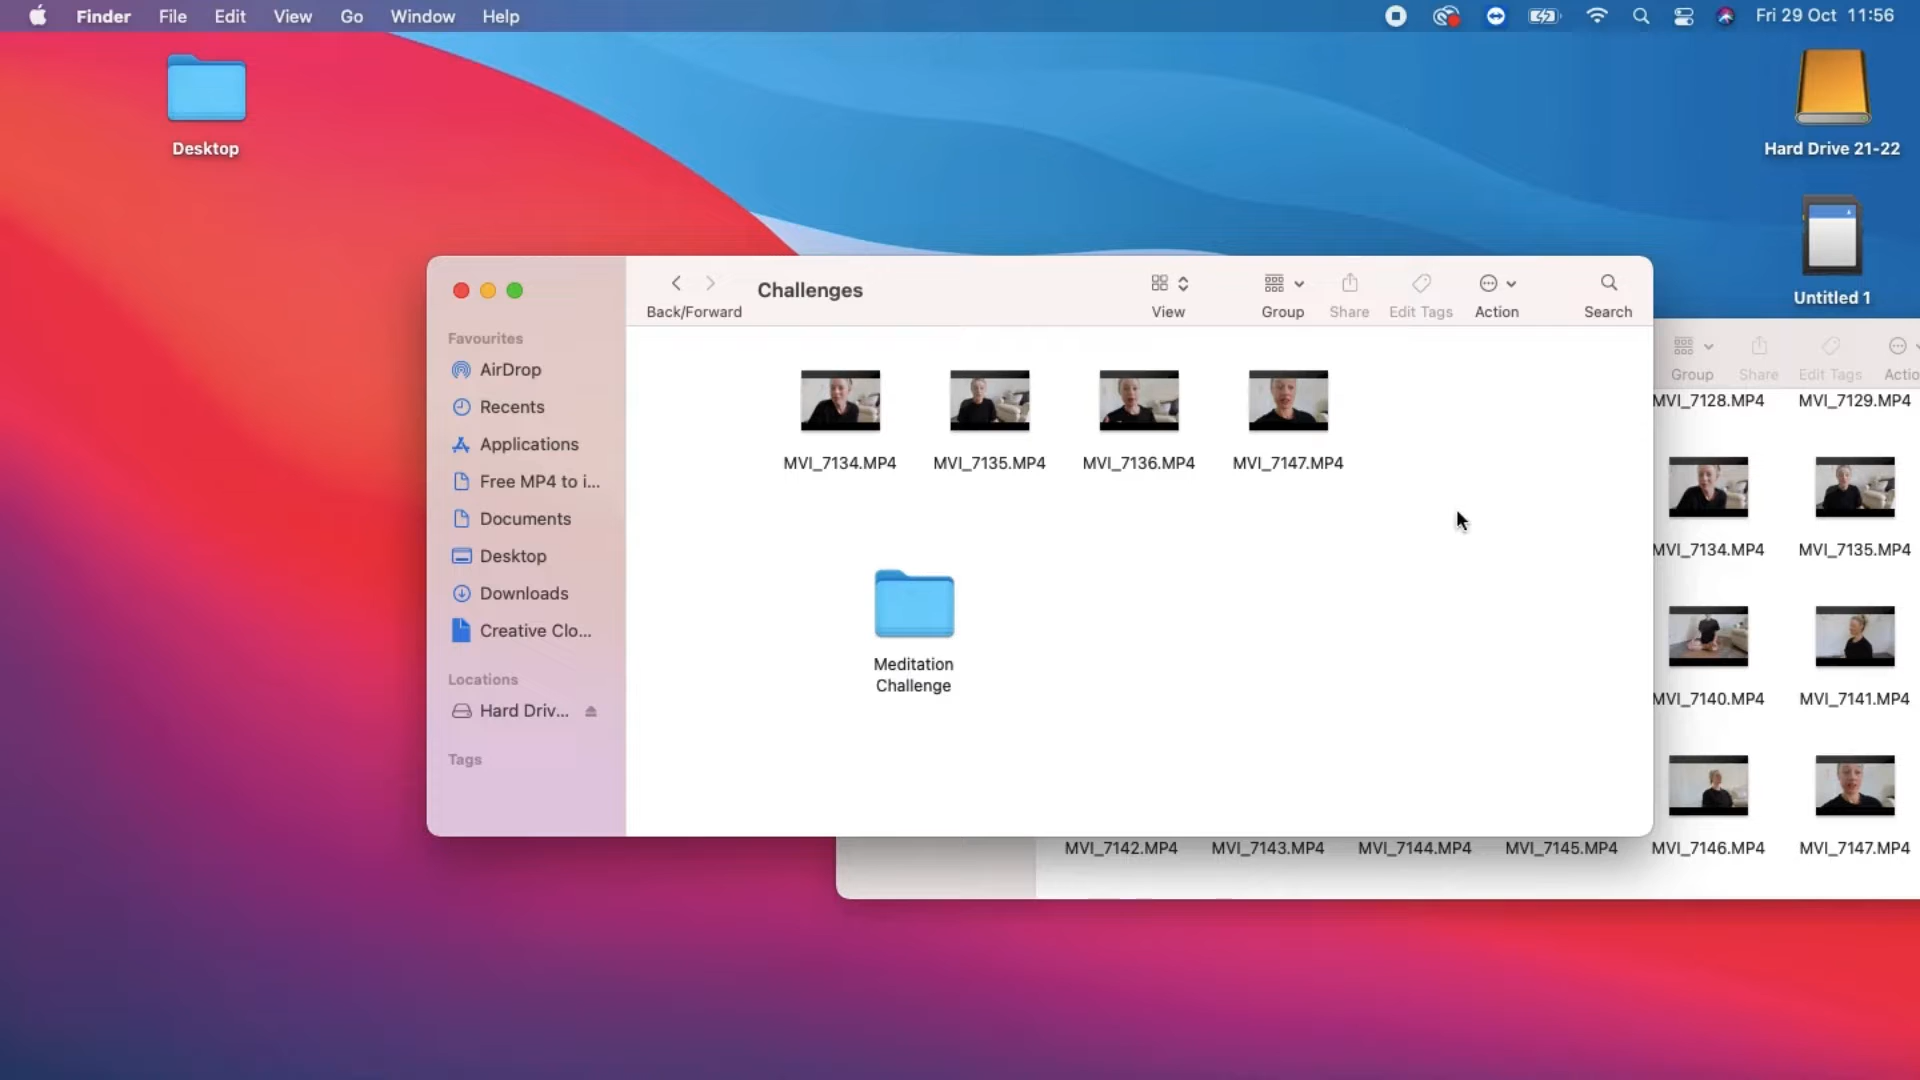 Finder File Edit View Go Window Help Fri 29 Oct 11:56
Desktop
Hard Drive 21-22
Untitled 1
Challenges
Back/Forward View Group Share Edit Tags Action Search
Favourites
AirDrop
Recents
Applications
Free MP4 to i...
Documents
Desktop
Downloads
Creative Clo...
Locations
Hard Driv...
Tags
MVI_7134.MP4 MVI_7135.MP4 MVI_7136.MP4 MVI_7147.MP4
Meditation
Challenge
Group Share Edit Tags Actio
MVI_7128.MP4 MVI_7129.MP4
MVI_7134.MP4 MVI_7135.MP4
MVI_7140.MP4 MVI_7141.MP4
MVI_7142.MP4 MVI_7143.MP4 MVI_7144.MP4 MVI_7145.MP4 MVI_7146.MP4 MVI_7147.MP4